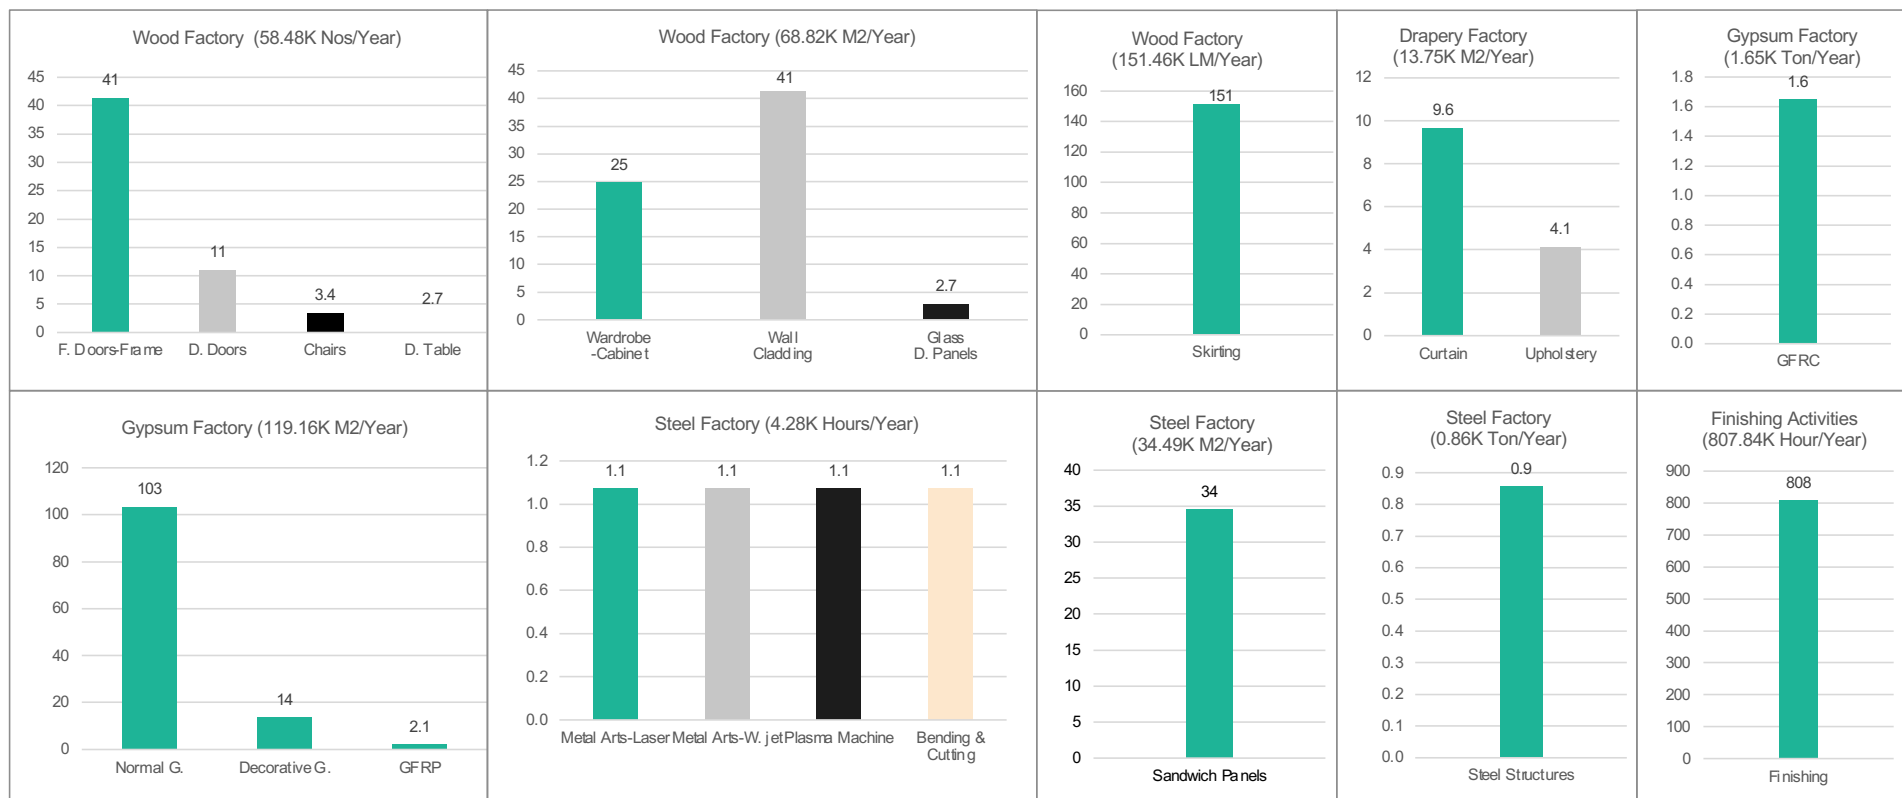 Wood Factory (58.48K Nos/Year)
45
40
35
30
25
20
15
10
5
0
41
11
3.4
2.7
F. Doors-Frame
D. Doors
Chairs
D. Table
Wood Factory (68.82K M2/Year)
45
40
35
30
25
20
15
10
5
0
25
41
2.7
Wardrobe
-Cabinet
Wall
Cladding
Glass
D. Panels
Wood Factory
(151.46K LM/Year)
160
140
120
100
80
60
40
20
0
151
Skirting
Drapery Factory
(13.75K M2/Year)
12
10
8
6
4
2
0
9.6
4.1
Curtain
Upholstery
Gypsum Factory
(1.65K Ton/Year)
1.8
1.6
1.4
1.2
1.0
0.8
0.6
0.4
0.2
0.0
1.6
GFRC
Gypsum Factory (119.16K M2/Year)
120
100
80
60
40
20
0
103
14
2.1
Normal G.
Decorative G.
GFRP
Steel Factory (4.28K Hours/Year)
1.2
1.0
0.8
0.6
0.4
0.2
0.0
1.1
1.1
1.1
1.1
Metal Arts-Laser
Metal Arts-W. jet
Plasma Machine
Bending &
Cutting
Steel Factory
(34.49K M2/Year)
40
35
30
25
20
15
10
5
0
34
Sandwich Panels
Steel Factory
(0.86K Ton/Year)
0.9
0.8
0.7
0.6
0.5
0.4
0.3
0.2
0.1
0.0
0.9
Steel Structures
Finishing Activities
(807.84K Hour/Year)
900
800
700
600
500
400
300
200
100
0
808
Finishing